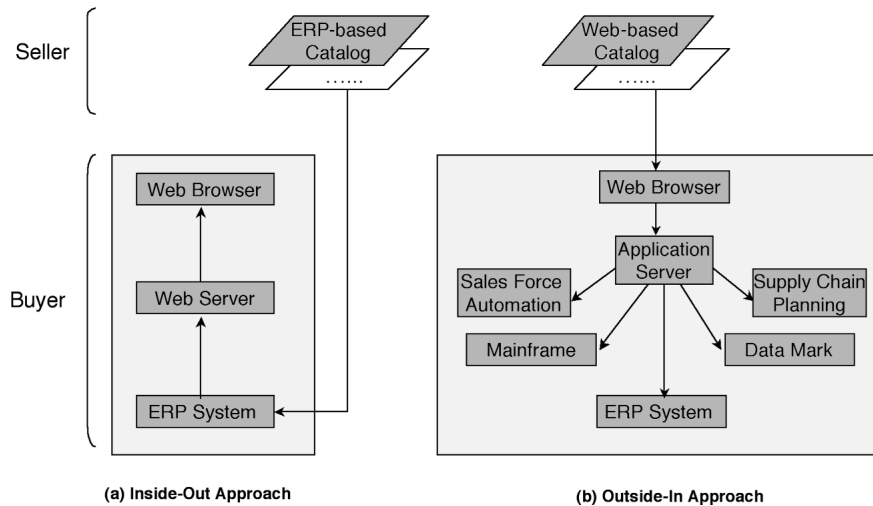 Seller
ERP-based
Catalog
......
Web-based
Catalog
......
Buyer
Web Browser
Web Server
ERP System
Web Browser
Application
Server
Sales Force
Automation
Supply Chain
Planning
Mainframe
Data Mark
ERP System
(a) Inside-Out Approach
(b) Outside-In Approach